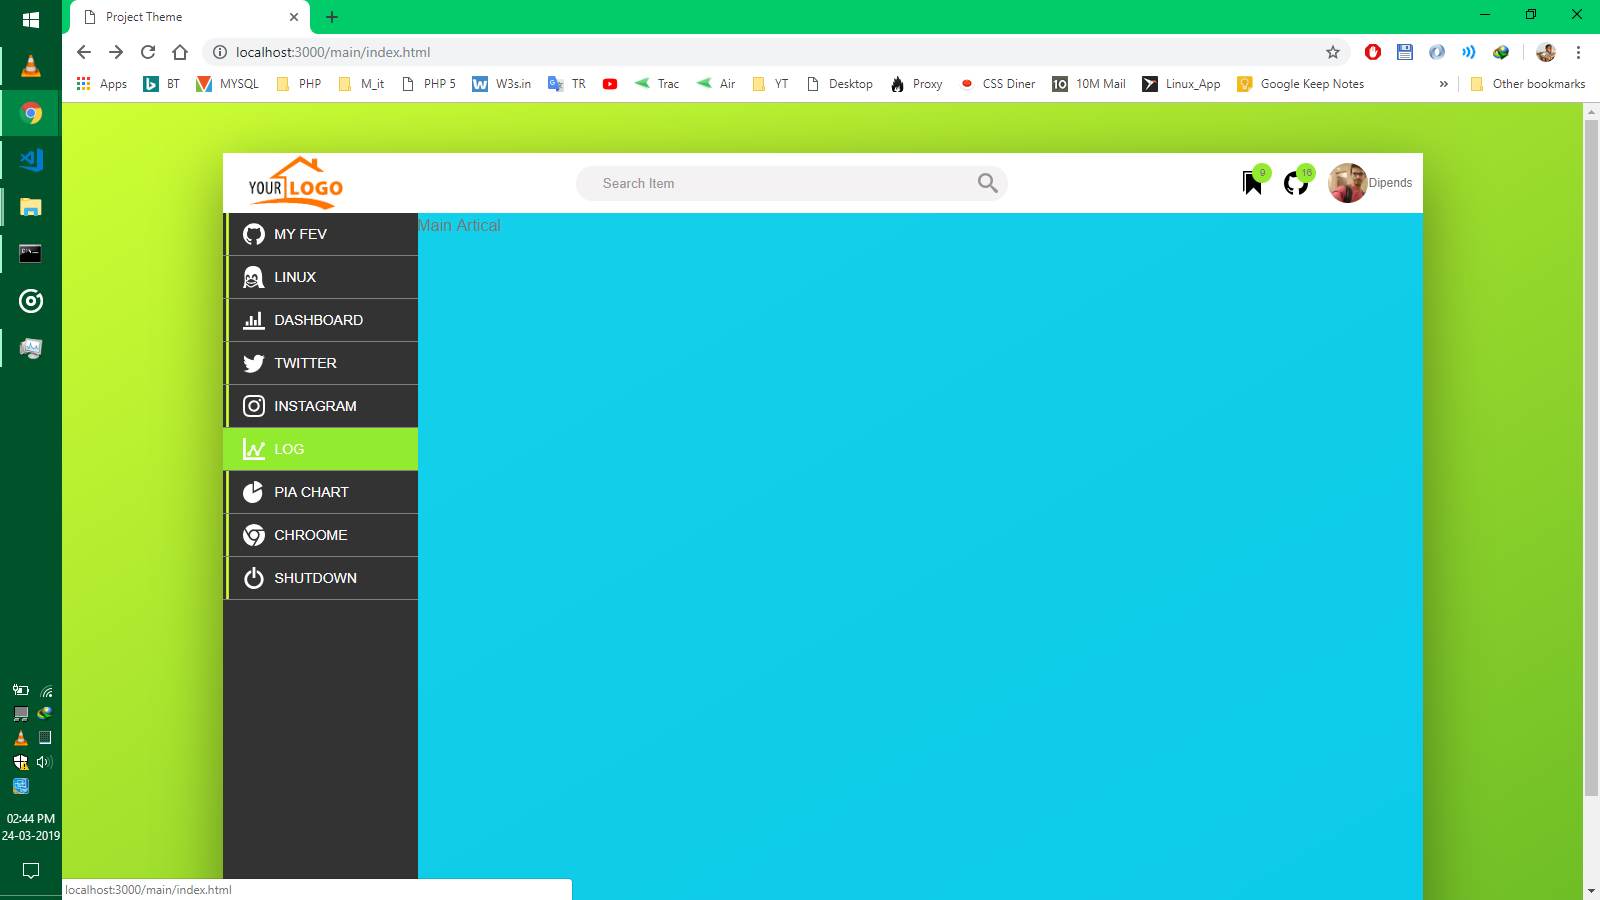 Project Theme
localhost:3000/main/index.html
Apps BT MYSQL PHP M_it PHP 5 W3s.in TR Trac Air YT Desktop Proxy CSS Diner 10 10M Mail Linux_App Google Keep Notes » Other bookmarks
YOUR LOGO
Search Item
9
16
Dipends
MY FEV
Main Artical
LINUX
DASHBOARD
TWITTER
INSTAGRAM
LOG
PIA CHART
CHROOME
SHUTDOWN
02:44 PM
24-03-2019
localhost:3000/main/index.html